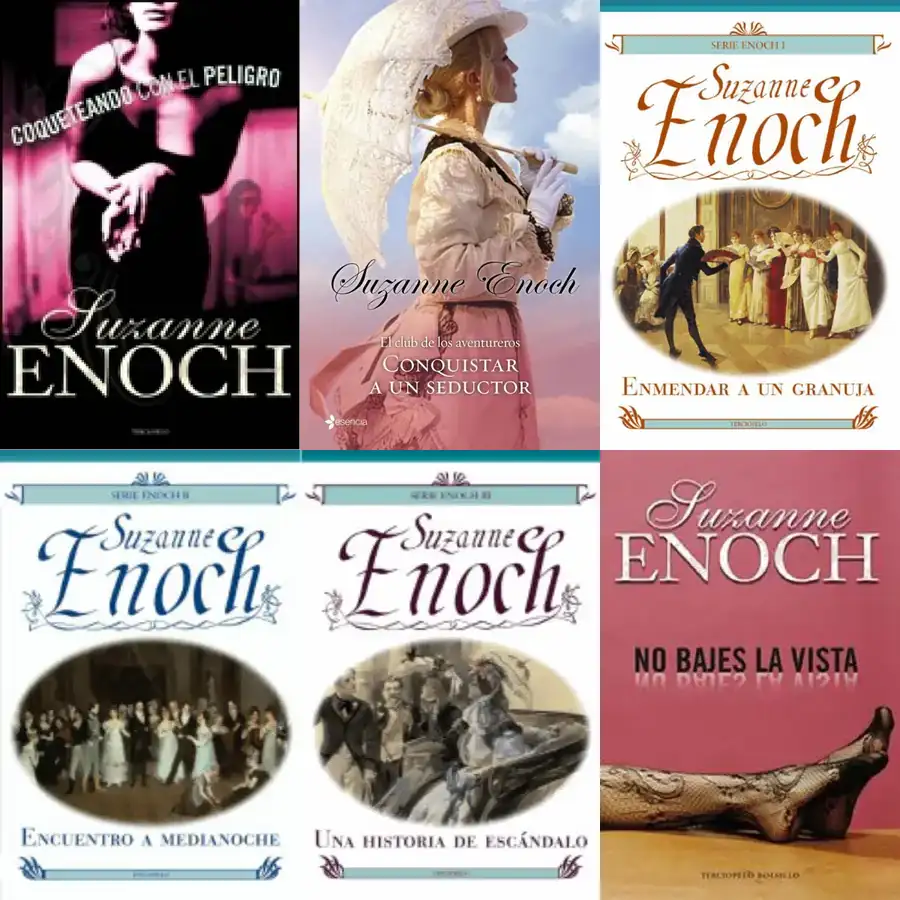 COQUETEANDO CON EL PELIGRO
Suzanne
ENOCH
TERCIOPELO
Suzanne Enoch
El club de los aventureros
CONQUISTAR
A UN SEDUCTOR
esencia
SERIE ENOCH I
Suzanne
Enoch
ENMENDAR A UN GRANUJA
TERCIOPELO
SERIE ENOCH II
Suzanne
Enoch
ENCUENTRO A MEDIANOCHE
SERIE ENOCH III
Suzanne
Enoch
UNA HISTORIA DE ESCÁNDALO
Suzanne
ENOCH
NO BAJES LA VISTA
TERCIOPELO BOLSILLO